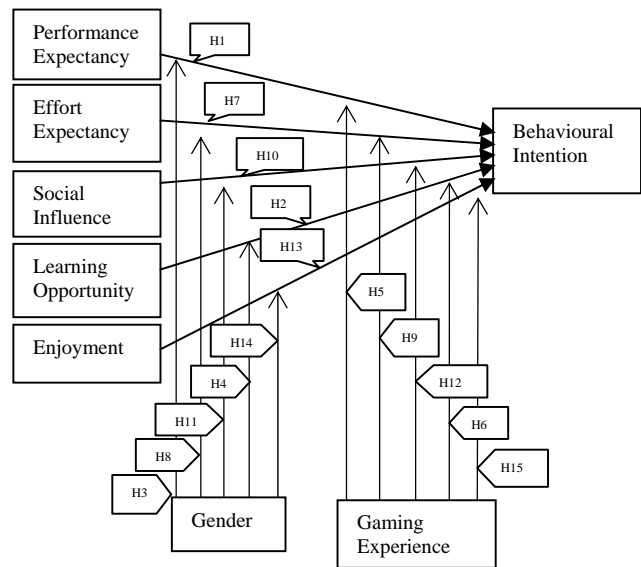 Performance
Expectancy
H1
Effort
Expectancy
H7
Behavioural
Intention
H10
Social
Influence
H2
H13
Learning
Opportunity
H5
Enjoyment
H14
H9
H4
H12
H11
H6
H8
H15
H3
Gender
Gaming
Experience